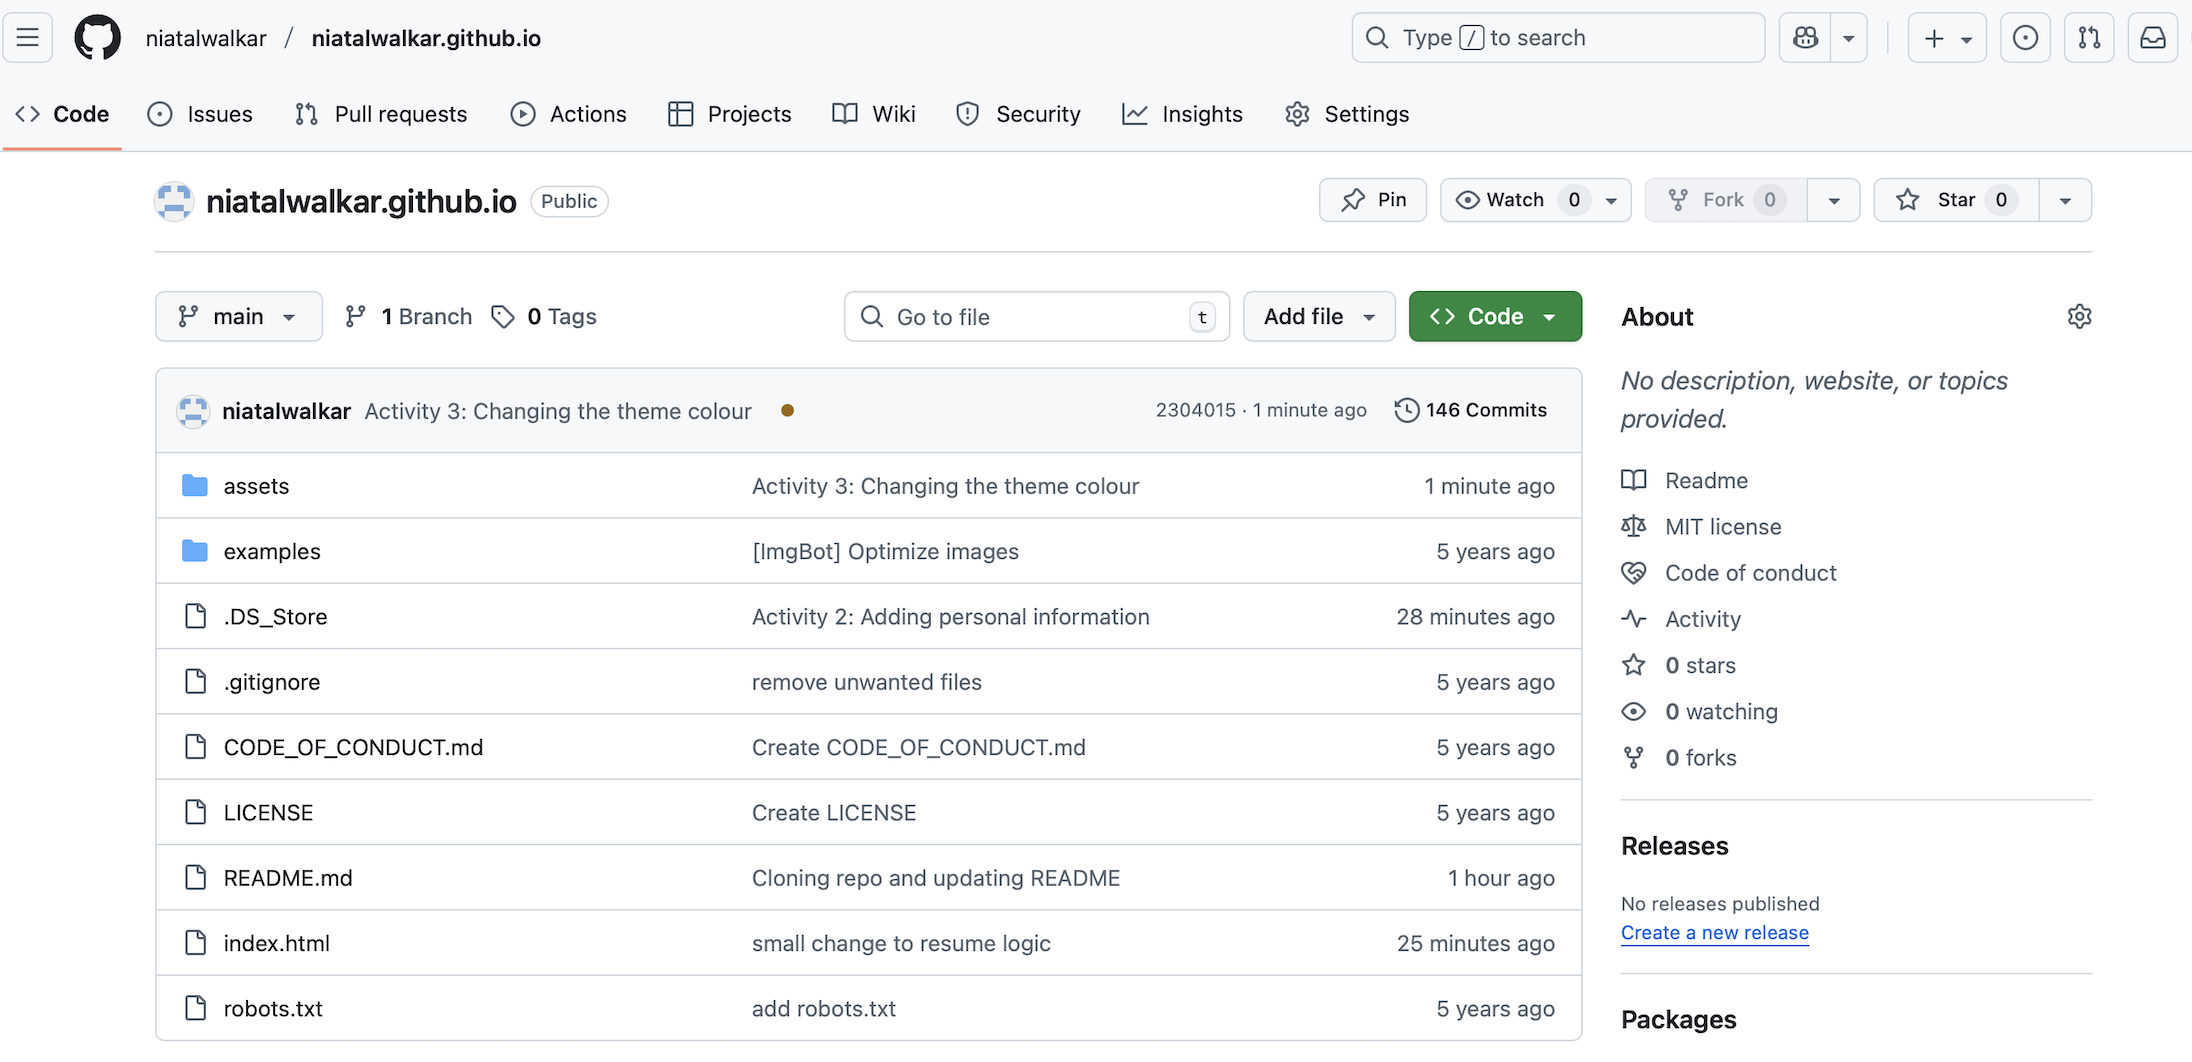 niatalwalkar / niatalwalkar.github.io
Type / to search
Code Issues Pull requests Actions Projects Wiki Security Insights Settings
niatalwalkar.github.io Public
Pin Watch 0 Fork 0 Star 0
main 1 Branch 0 Tags
Go to file t Add file Code
niatalwalkar Activity 3: Changing the theme colour 2304015 · 1 minute ago 146 Commits
assets Activity 3: Changing the theme colour 1 minute ago
examples [ImgBot] Optimize images 5 years ago
.DS_Store Activity 2: Adding personal information 28 minutes ago
.gitignore remove unwanted files 5 years ago
CODE_OF_CONDUCT.md Create CODE_OF_CONDUCT.md 5 years ago
LICENSE Create LICENSE 5 years ago
README.md Cloning repo and updating README 1 hour ago
index.html small change to resume logic 25 minutes ago
robots.txt add robots.txt 5 years ago
About
No description, website, or topics
provided.
Readme
MIT license
Code of conduct
Activity
0 stars
0 watching
0 forks
Releases
No releases published
Create a new release
Packages